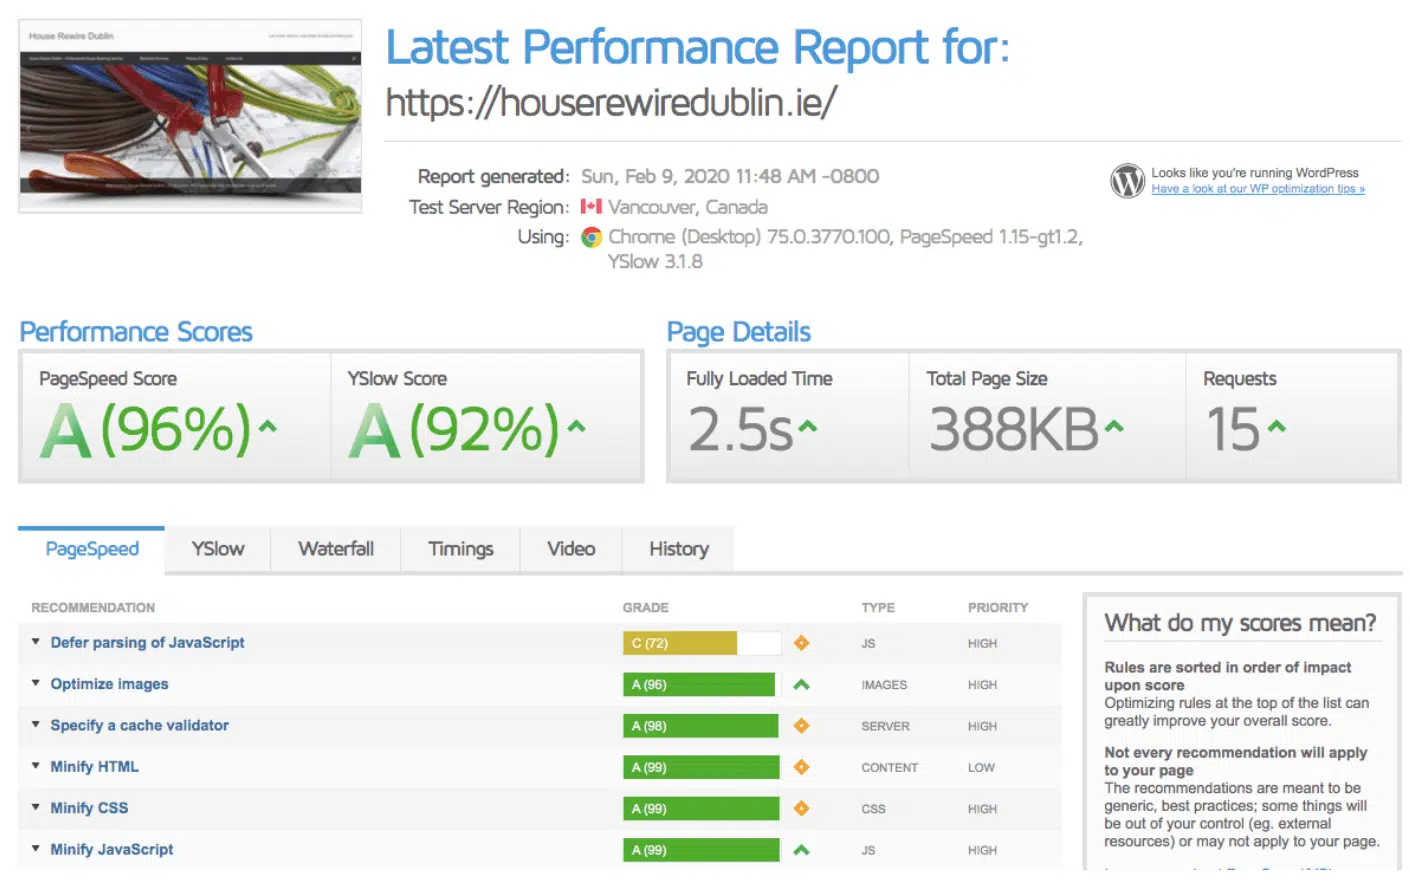 House Rewire Dublin
Latest Performance Report for:
https://houserewiredublin.ie/
Report generated: Sun, Feb 9, 2020 11:48 AM -0800
Test Server Region: Vancouver, Canada
Using: Chrome (Desktop) 75.0.3770.100, PageSpeed 1.15-gt1.2,
YSlow 3.1.8
Looks like you're running WordPress
Have a look at our WP optimization tips »
Performance Scores
PageSpeed Score YSlow Score
A (96%) A (92%)
Page Details
Fully Loaded Time Total Page Size Requests
2.5s 388KB 15
PageSpeed YSlow Waterfall Timings Video History
RECOMMENDATION GRADE TYPE PRIORITY
Defer parsing of JavaScript C (72) JS HIGH
Optimize images A (96) IMAGES HIGH
Specify a cache validator A (98) SERVER HIGH
Minify HTML A (99) CONTENT LOW
Minify CSS A (99) CSS HIGH
Minify JavaScript A (99) JS HIGH
What do my scores mean?
Rules are sorted in order of impact
upon score
Optimizing rules at the top of the list can
greatly improve your overall score.
Not every recommendation will apply
to your page
The recommendations are meant to be
generic, best practices; some things will
be out of your control (eg. external
resources) or may not apply to your page.